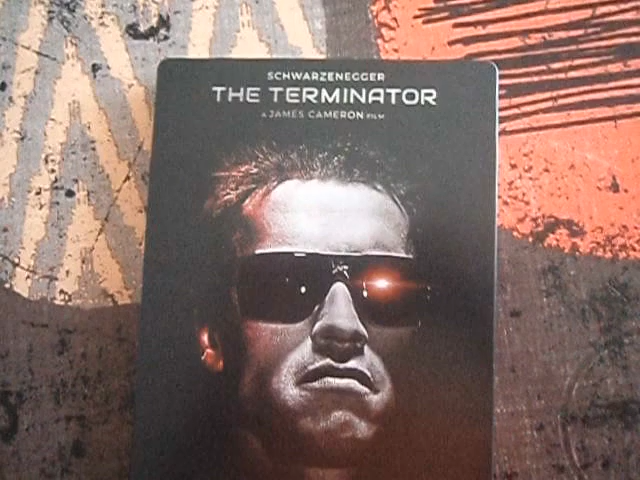 SCHWARZENEGGER
THE TERMINATOR
A JAMES CAMERON FILM